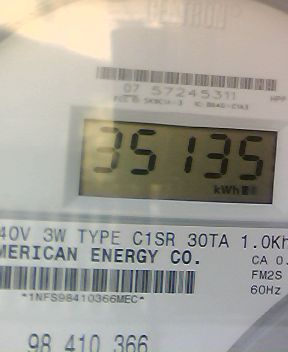 CENTRON
07 57245311
35135
kWh
40V 3W TYPE C1SR 30TA 1.0Kh
MERICAN ENERGY CO.
CA 0.
FM2S
60Hz
*1NFS98410366MEC*
98 410 366